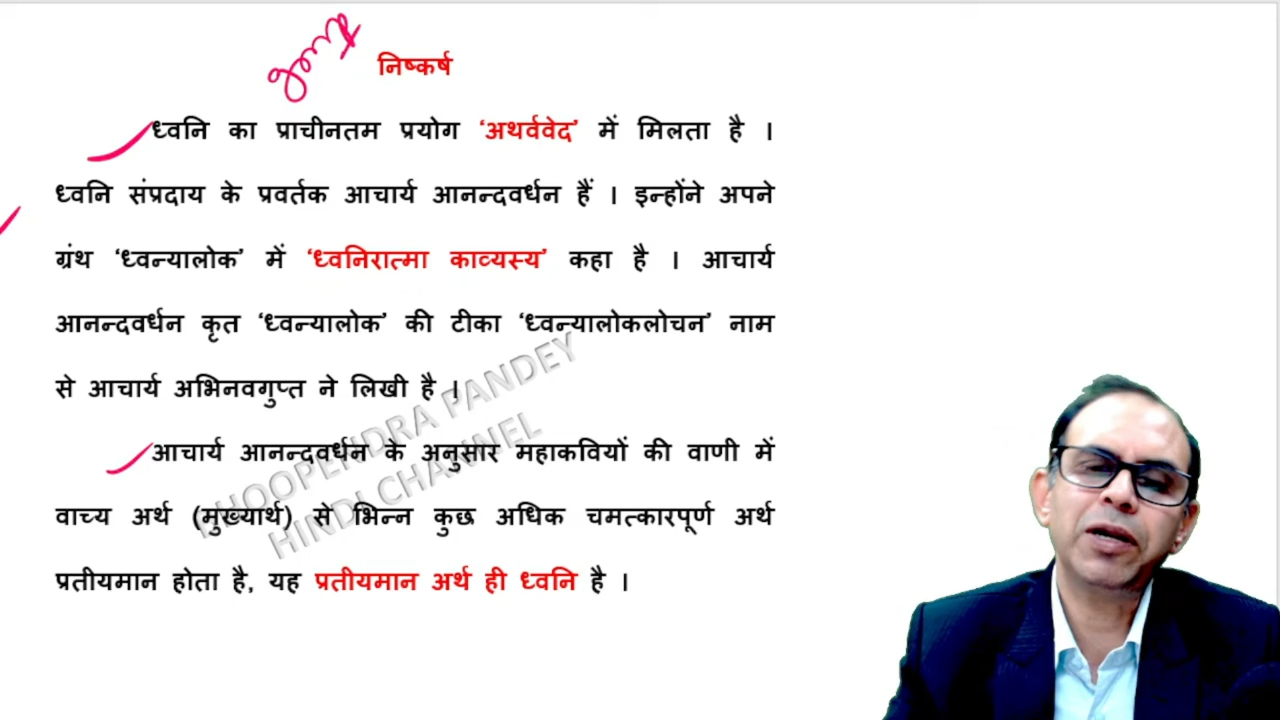 निष्कर्ष
ध्वनि का प्राचीनतम प्रयोग ‘अथर्ववेद’ में मिलता है ।
ध्वनि संप्रदाय के प्रवर्तक आचार्य आनन्दवर्धन हैं । इन्होंने अपने
ग्रंथ ‘ध्वन्यालोक’ में ‘ध्वनिरात्मा काव्यस्य’ कहा है । आचार्य
आनन्दवर्धन कृत ‘ध्वन्यालोक’ की टीका ‘ध्वन्यालोकलोचन’ नाम
से आचार्य अभिनवगुप्त ने लिखी है ।
आचार्य आनन्दवर्धन के अनुसार महाकवियों की वाणी में
वाच्य अर्थ (मुख्यार्थ) से भिन्न कुछ अधिक चमत्कारपूर्ण अर्थ
प्रतीयमान होता है, यह प्रतीयमान अर्थ ही ध्वनि है ।
BHOOPENDRA PANDEY
HINDI CHANNEL